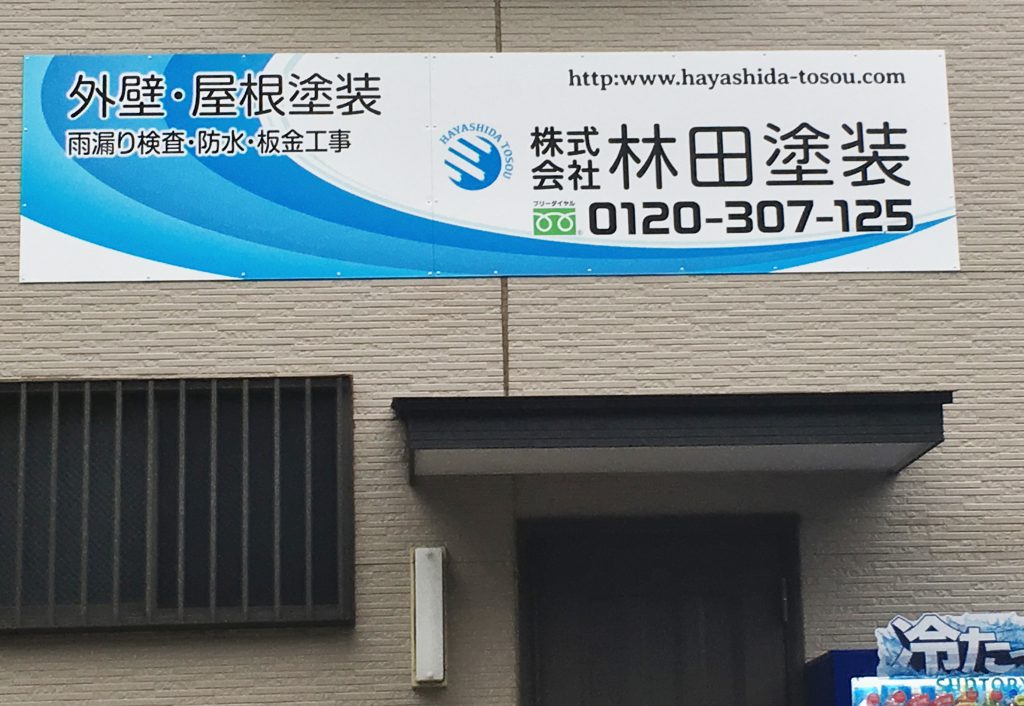 外壁・屋根塗装
雨漏り検査・防水・板金工事
http:www.hayashida-tosou.com
HAYASHIDA TOSOU
株式会社 林田塗装
フリーダイヤル
0120-307-125
冷た
SUNTORY